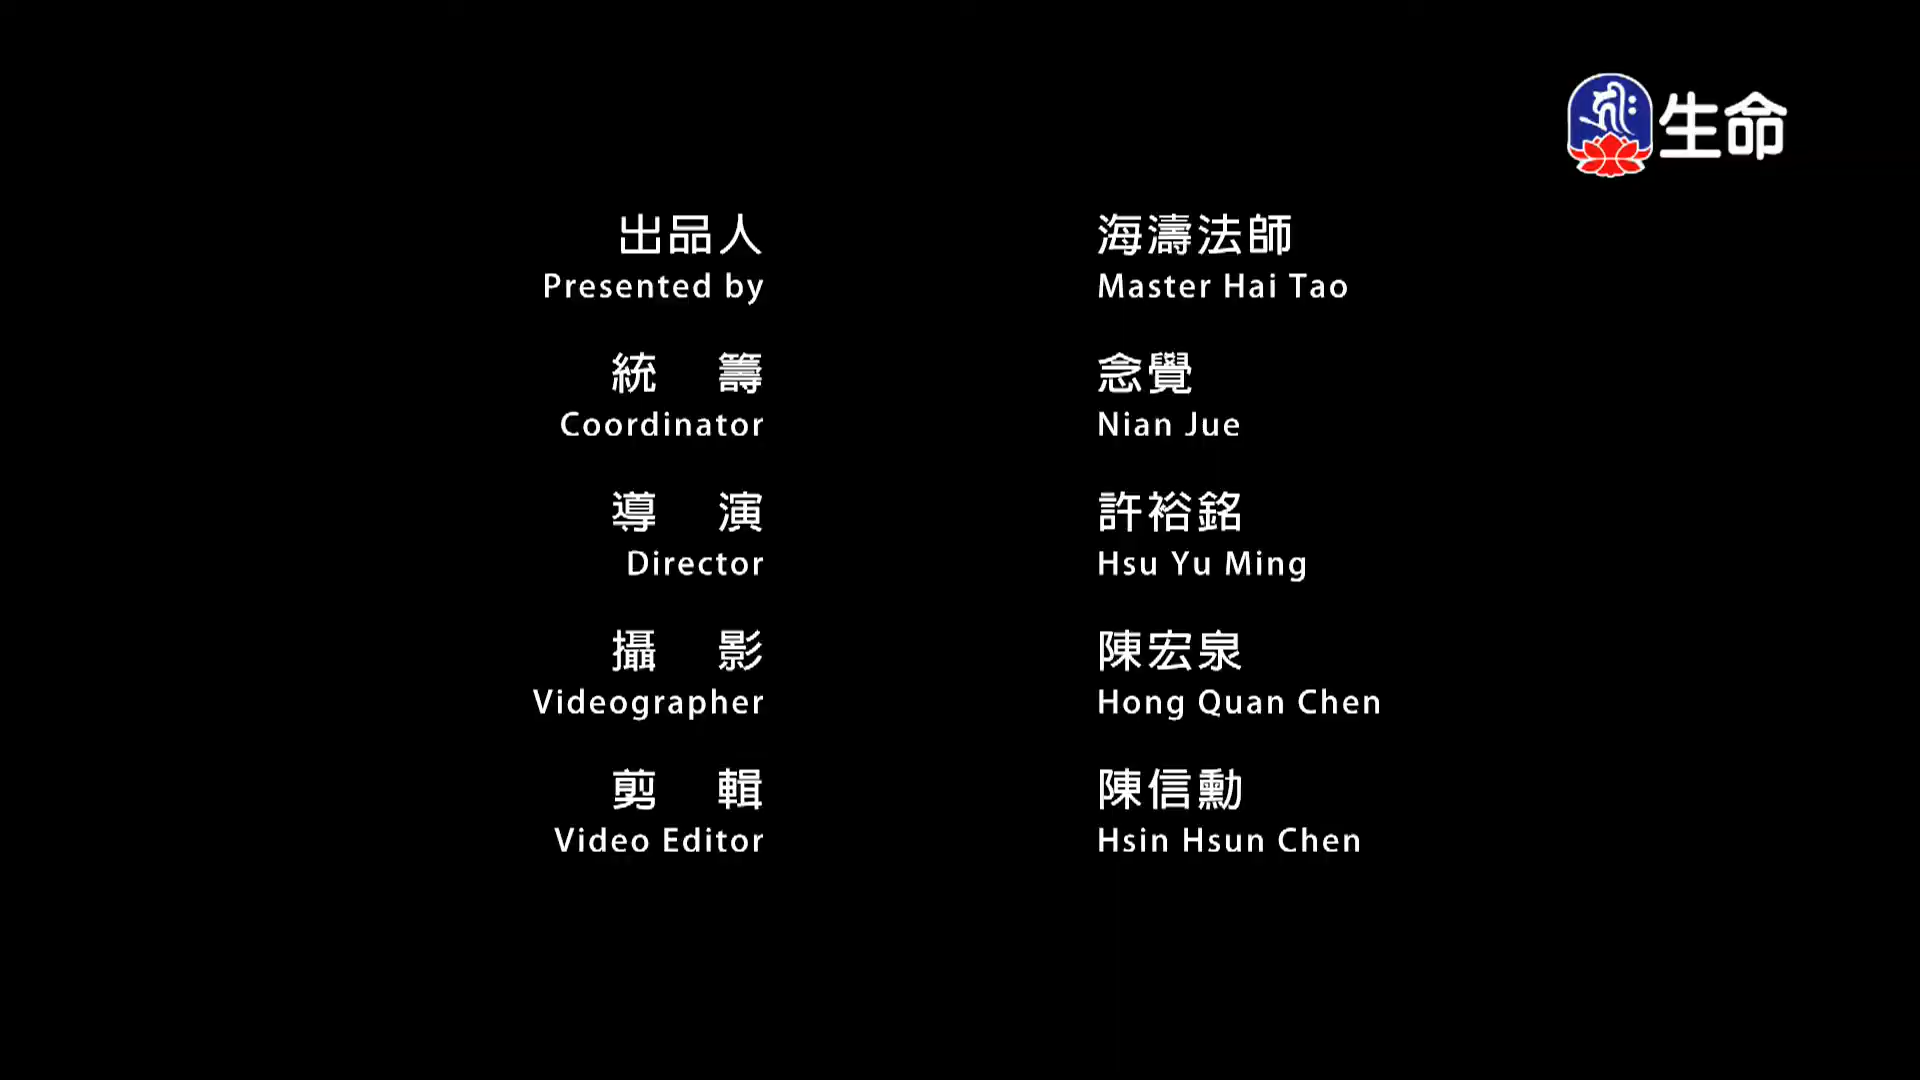 生命
出品人 海濤法師
Presented by Master Hai Tao
統 籌 念覺
Coordinator Nian Jue
導 演 許裕銘
Director Hsu Yu Ming
攝 影 陳宏泉
Videographer Hong Quan Chen
剪 輯 陳信勳
Video Editor Hsin Hsun Chen